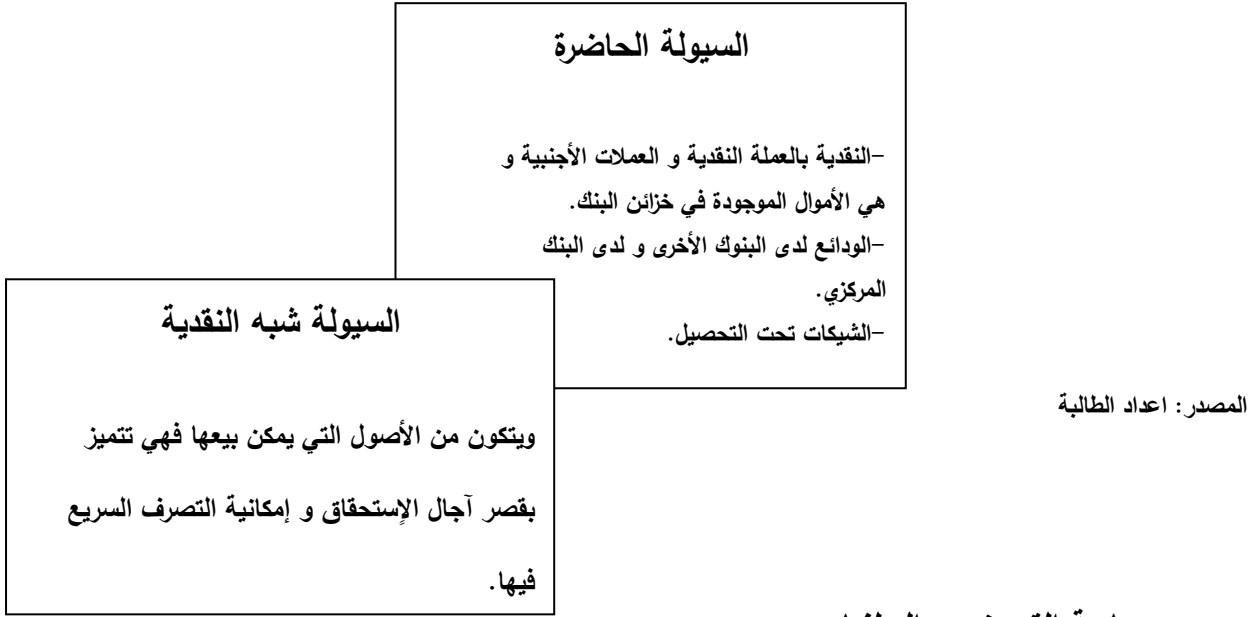 السيولة الحاضرة
-النقدية بالعملة النقدية و العملات الأجنبية و
هي الأموال الموجودة في خزائن البنك.
-الودائع لدى البنوك الأخرى و لدى البنك
المركزي.
-الشيكات تحت التحصيل.
السيولة شبه النقدية
ويتكون من الأصول التي يمكن بيعها فهي تتميز
بقصر آجال الإستحقاق و إمكانية التصرف السريع
فيها.
المصدر: اعداد الطالبة